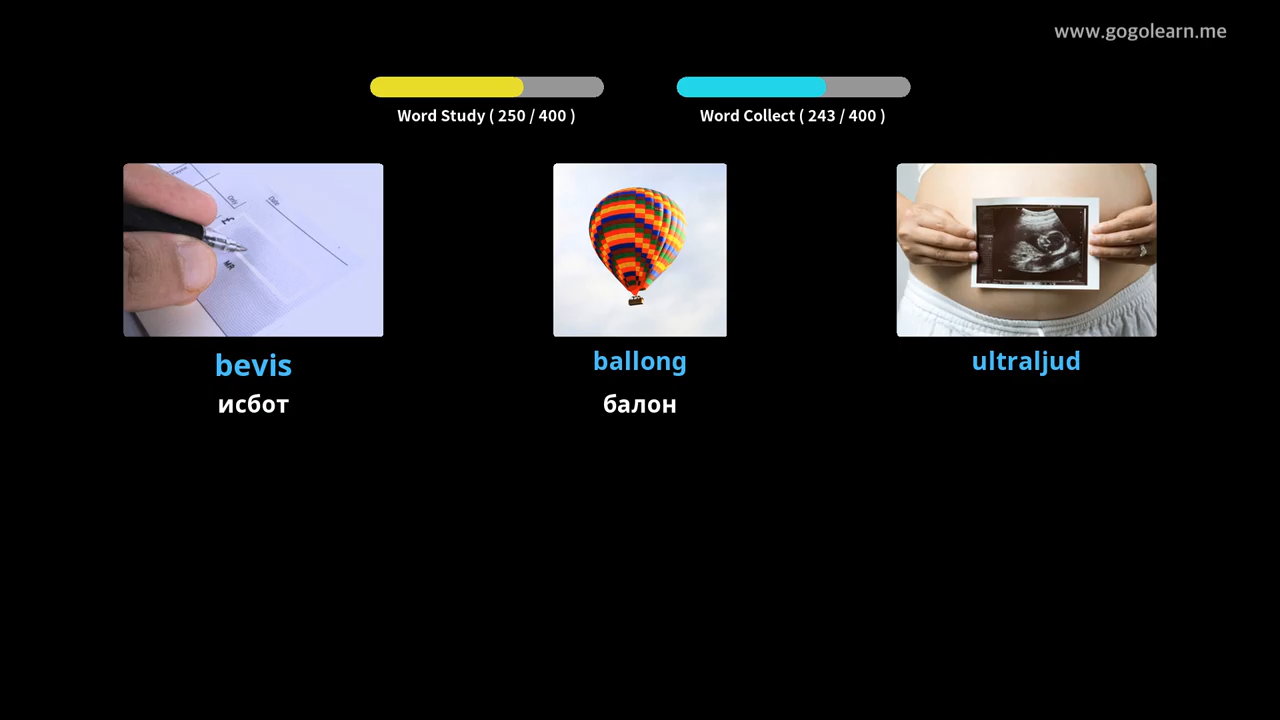 www.gogolearn.me
Word Study ( 250 / 400 )
Word Collect ( 243 / 400 )
bevis
ballong
ultraljud
исбот
балон